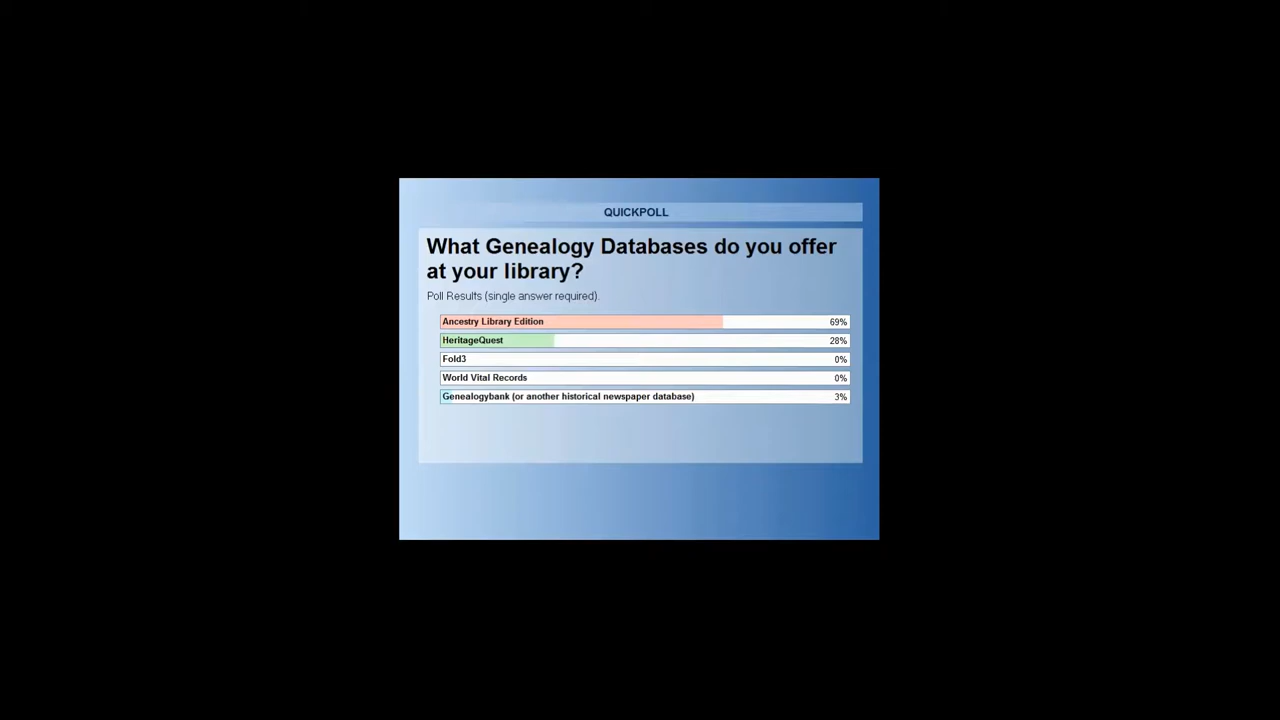 QUICKPOLL
What Genealogy Databases do you offer
at your library?
Poll Results (single answer required).
Ancestry Library Edition 69%
HeritageQuest 28%
Fold3 0%
World Vital Records 0%
Genealogybank (or another historical newspaper database) 3%